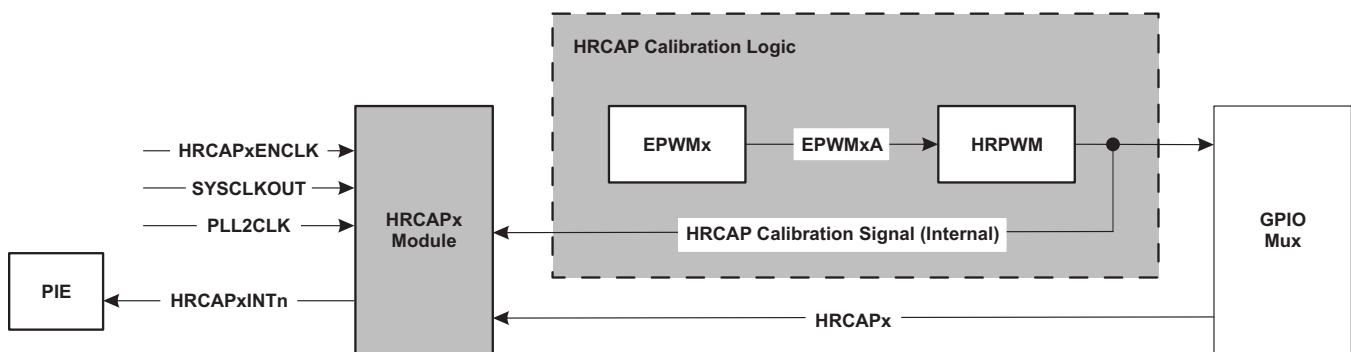 HRCAP Calibration Logic
HRCAPxENCLK
SYSCLKOUT
PLL2CLK
HRCAPx
Module
EPWMx
EPWMxA
HRPWM
HRCAP Calibration Signal (Internal)
GPIO
Mux
PIE
HRCAPxINTn
HRCAPx